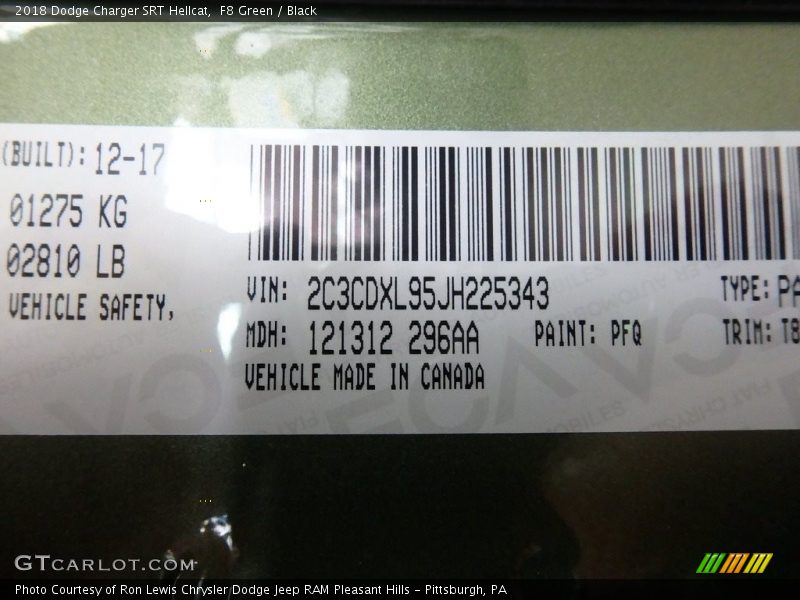 2018 Dodge Charger SRT Hellcat, F8 Green / Black
(BUILT): 12-17
01275 KG
02810 LB
VEHICLE SAFETY,
VIN: 2C3CDXL95JH225343 TYPE: PA
MDH: 121312 296AA PAINT: PFQ TRIM: T8
VEHICLE MADE IN CANADA
GTCARLOT.COM
Photo Courtesy of Ron Lewis Chrysler Dodge Jeep RAM Pleasant Hills - Pittsburgh, PA